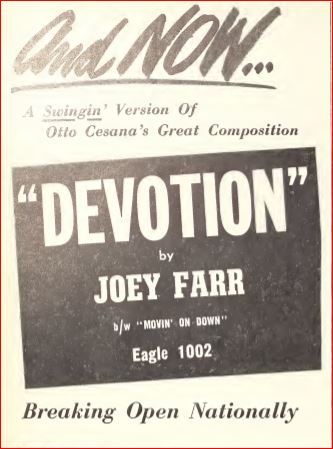 And NOW...
A Swingin' Version Of
Otto Cesana's Great Composition
"DEVOTION"
by
JOEY FARR
b/w "MOVIN' ON DOWN"
Eagle 1002
Breaking Open Nationally